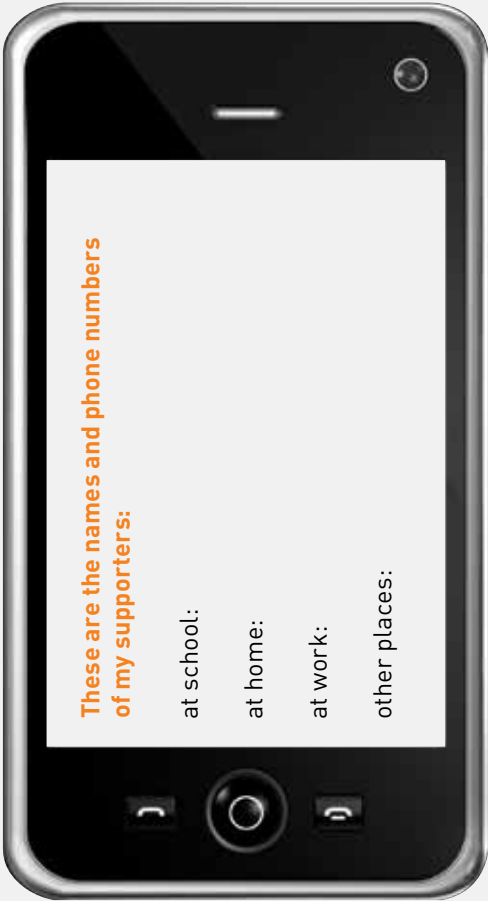 These are the names and phone numbers
of my supporters:
at school:
at home:
at work:
other places: